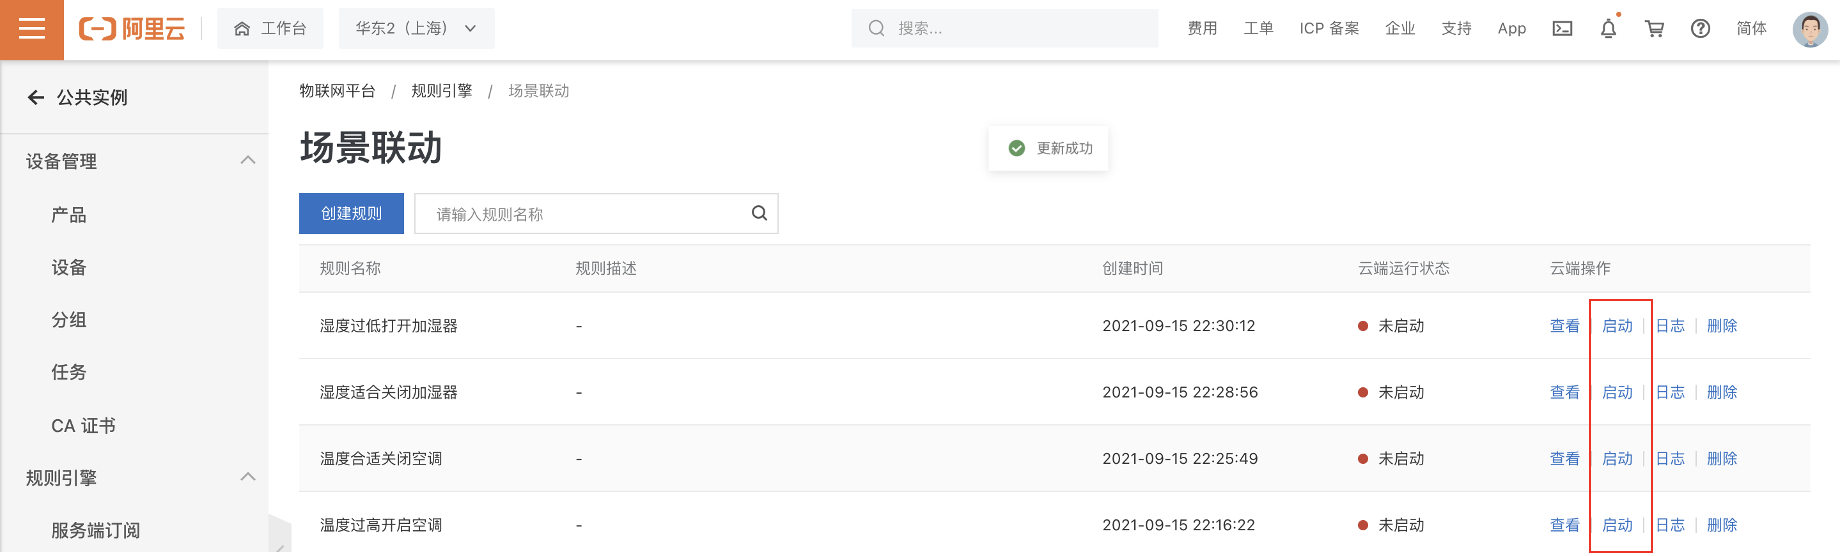 阿里云 工作台 华东2（上海） 搜索... 费用 工单 ICP 备案 企业 支持 App 简体
公共实例
设备管理
产品
设备
分组
任务
CA 证书
规则引擎
服务端订阅
物联网平台 / 规则引擎 / 场景联动
场景联动
更新成功
创建规则 请输入规则名称
规则名称 规则描述 创建时间 云端运行状态 云端操作
湿度过低打开加湿器 - 2021-09-15 22:30:12 未启动 查看 | 启动 | 日志 | 删除
湿度适合关闭加湿器 - 2021-09-15 22:28:56 未启动 查看 | 启动 | 日志 | 删除
温度合适关闭空调 - 2021-09-15 22:25:49 未启动 查看 | 启动 | 日志 | 删除
温度过高开启空调 - 2021-09-15 22:16:22 未启动 查看 | 启动 | 日志 | 删除